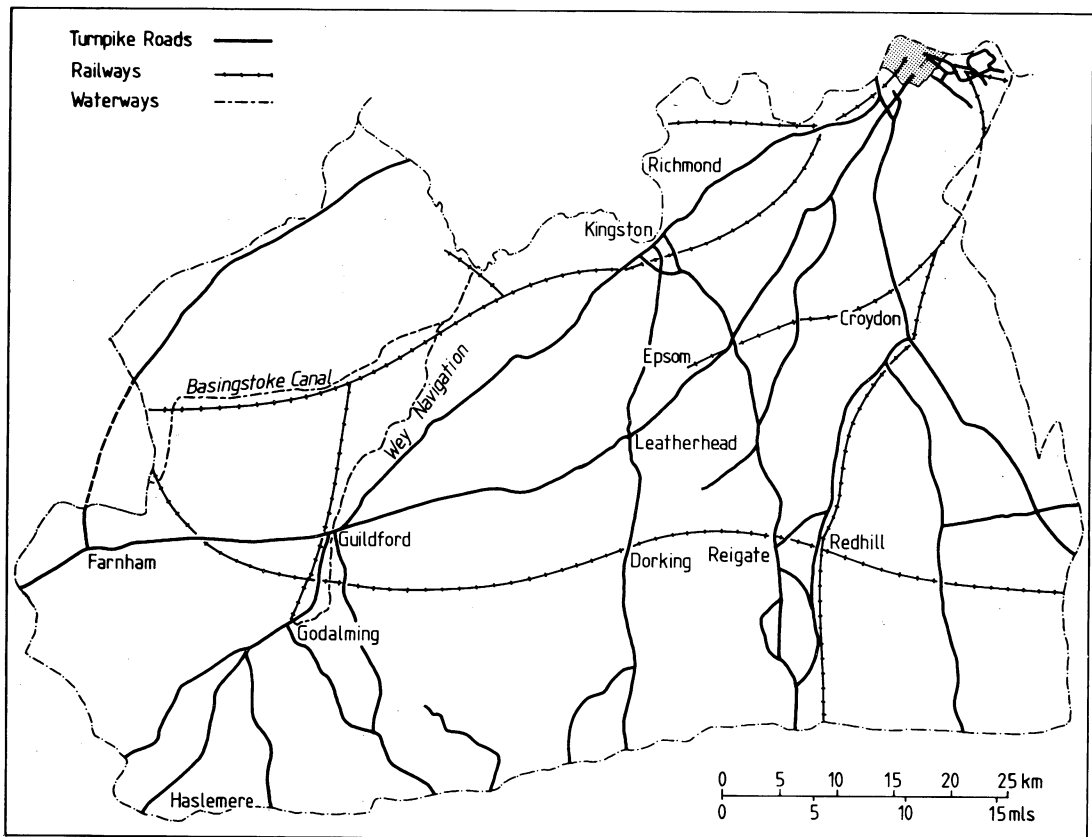 Turnpike Roads
Railways
Waterways
Richmond
Kingston
Croydon
Epsom
Basingstoke Canal
Wey Navigation
Leatherhead
Guildford
Farnham
Dorking
Reigate
Redhill
Godalming
Haslemere
0 5 10 15 20 25 km
0 5 10 15 mls